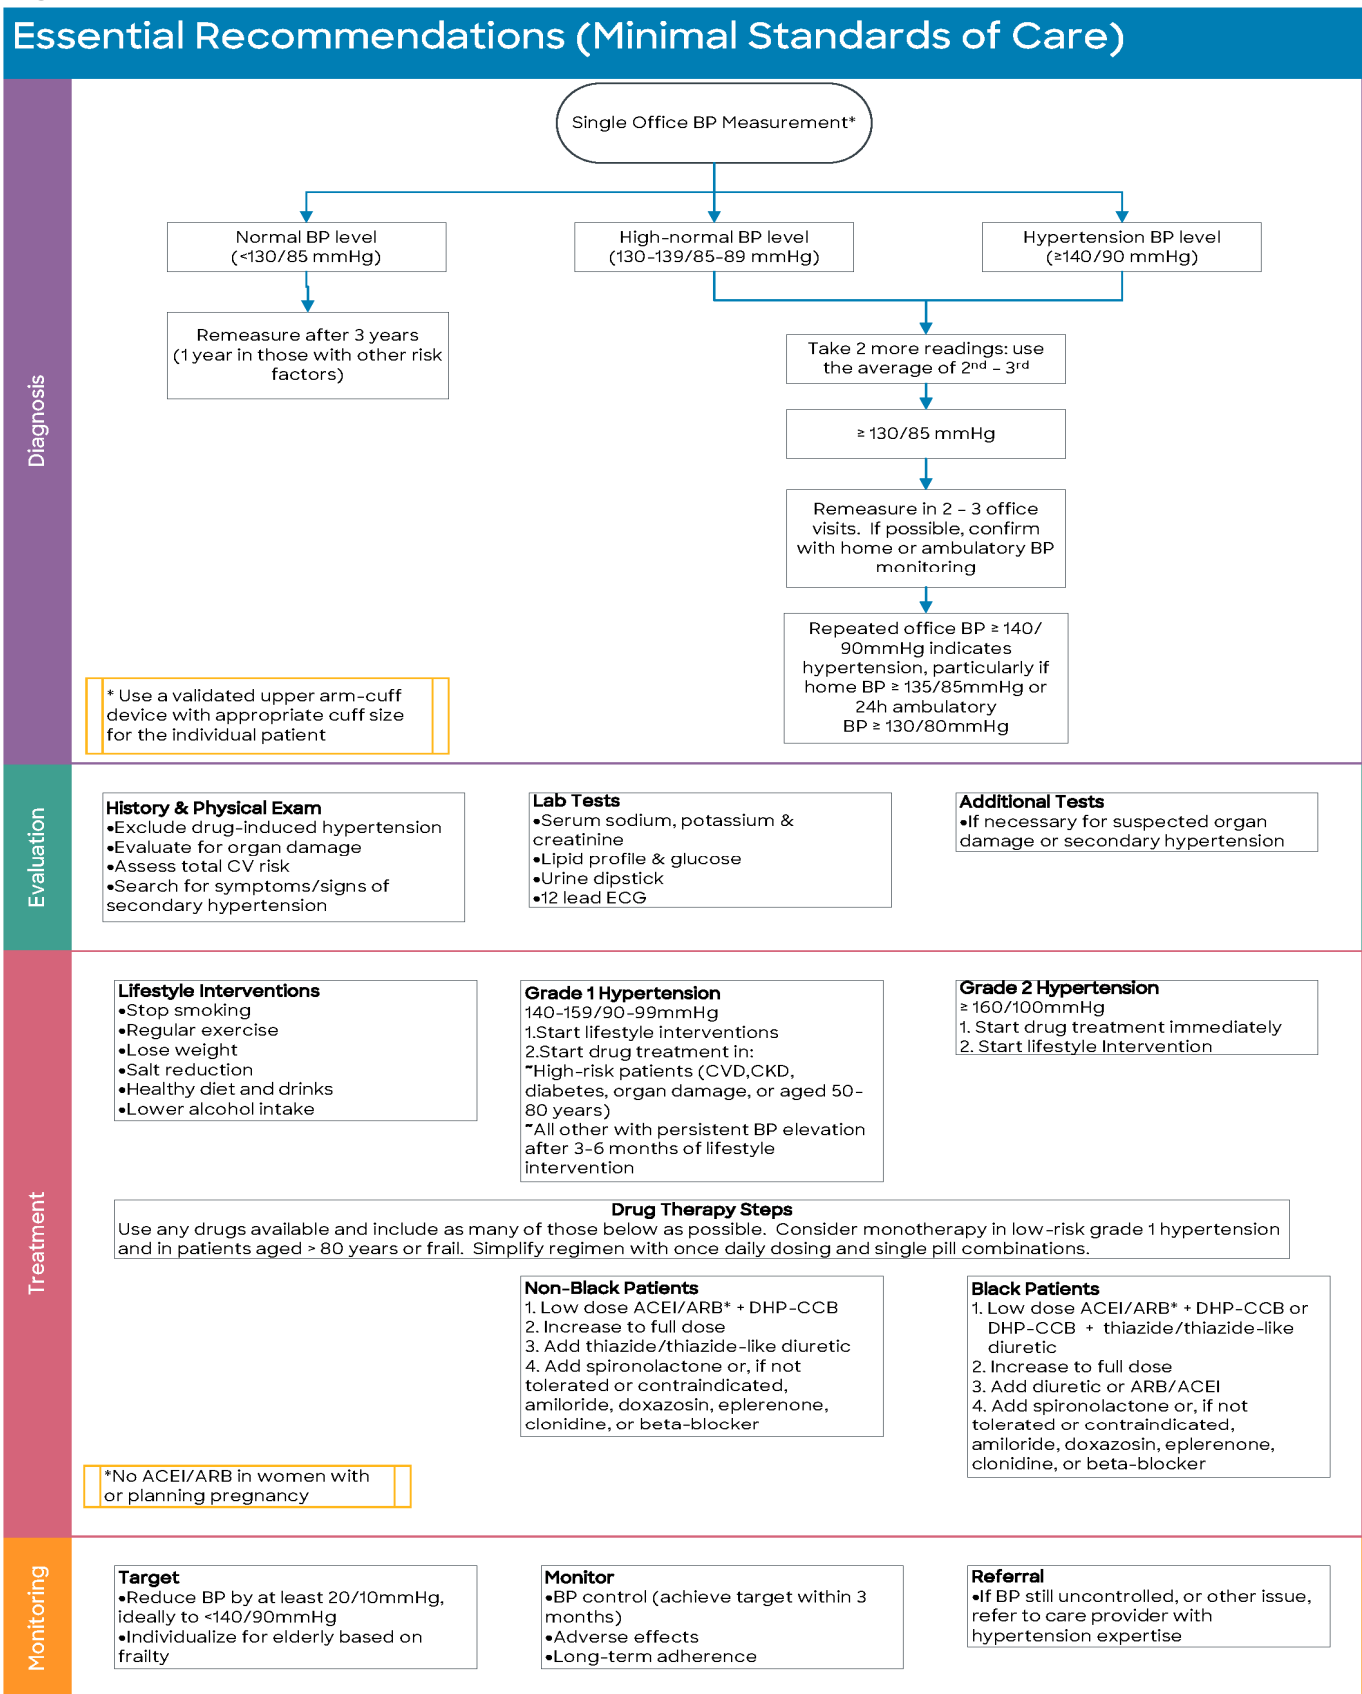 Essential Recommendations (Minimal Standards of Care)
Diagnosis
Single Office BP Measurement*
Normal BP level
(<130/85 mmHg)
High-normal BP level
(130-139/85-89 mmHg)
Hypertension BP level
(≥140/90 mmHg)
Remeasure after 3 years
(1 year in those with other risk
factors)
Take 2 more readings: use
the average of 2nd – 3rd
≥ 130/85 mmHg
Remeasure in 2 – 3 office
visits. If possible, confirm
with home or ambulatory BP
monitoring
Repeated office BP ≥ 140/
90mmHg indicates
hypertension, particularly if
home BP ≥ 135/85mmHg or
24h ambulatory
BP ≥ 130/80mmHg
* Use a validated upper arm-cuff
device with appropriate cuff size
for the individual patient
Evaluation
History & Physical Exam
•Exclude drug-induced hypertension
•Evaluate for organ damage
•Assess total CV risk
•Search for symptoms/signs of
secondary hypertension
Lab Tests
•Serum sodium, potassium &
creatinine
•Lipid profile & glucose
•Urine dipstick
•12 lead ECG
Additional Tests
•If necessary for suspected organ
damage or secondary hypertension
Treatment
Lifestyle Interventions
•Stop smoking
•Regular exercise
•Lose weight
•Salt reduction
•Healthy diet and drinks
•Lower alcohol intake
Grade 1 Hypertension
140-159/90-99mmHg
1.Start lifestyle interventions
2.Start drug treatment in:
~High-risk patients (CVD,CKD,
diabetes, organ damage, or aged 50-
80 years)
~All other with persistent BP elevation
after 3-6 months of lifestyle
intervention
Grade 2 Hypertension
≥ 160/100mmHg
1. Start drug treatment immediately
2. Start lifestyle Intervention
Drug Therapy Steps
Use any drugs available and include as many of those below as possible. Consider monotherapy in low-risk grade 1 hypertension
and in patients aged > 80 years or frail. Simplify regimen with once daily dosing and single pill combinations.
Non-Black Patients
1. Low dose ACEI/ARB* + DHP-CCB
2. Increase to full dose
3. Add thiazide/thiazide-like diuretic
4. Add spironolactone or, if not
tolerated or contraindicated,
amiloride, doxazosin, eplerenone,
clonidine, or beta-blocker
Black Patients
1. Low dose ACEI/ARB* + DHP-CCB or
DHP-CCB + thiazide/thiazide-like
diuretic
2. Increase to full dose
3. Add diuretic or ARB/ACEI
4. Add spironolactone or, if not
tolerated or contraindicated,
amiloride, doxazosin, eplerenone,
clonidine, or beta-blocker
*No ACEI/ARB in women with
or planning pregnancy
Monitoring
Target
•Reduce BP by at least 20/10mmHg,
ideally to <140/90mmHg
•Individualize for elderly based on
frailty
Monitor
•BP control (achieve target within 3
months)
•Adverse effects
•Long-term adherence
Referral
•If BP still uncontrolled, or other issue,
refer to care provider with
hypertension expertise